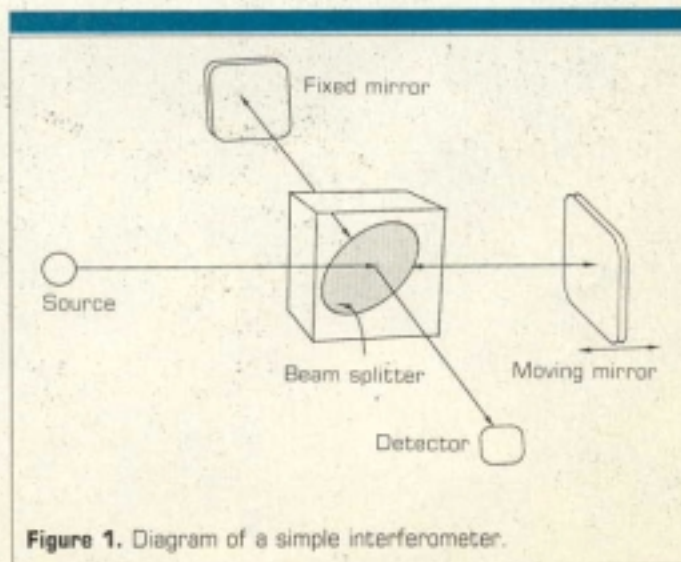 Fixed mirror
Source
Beam splitter
Moving mirror
Detector
Figure 1. Diagram of a simple interferometer.